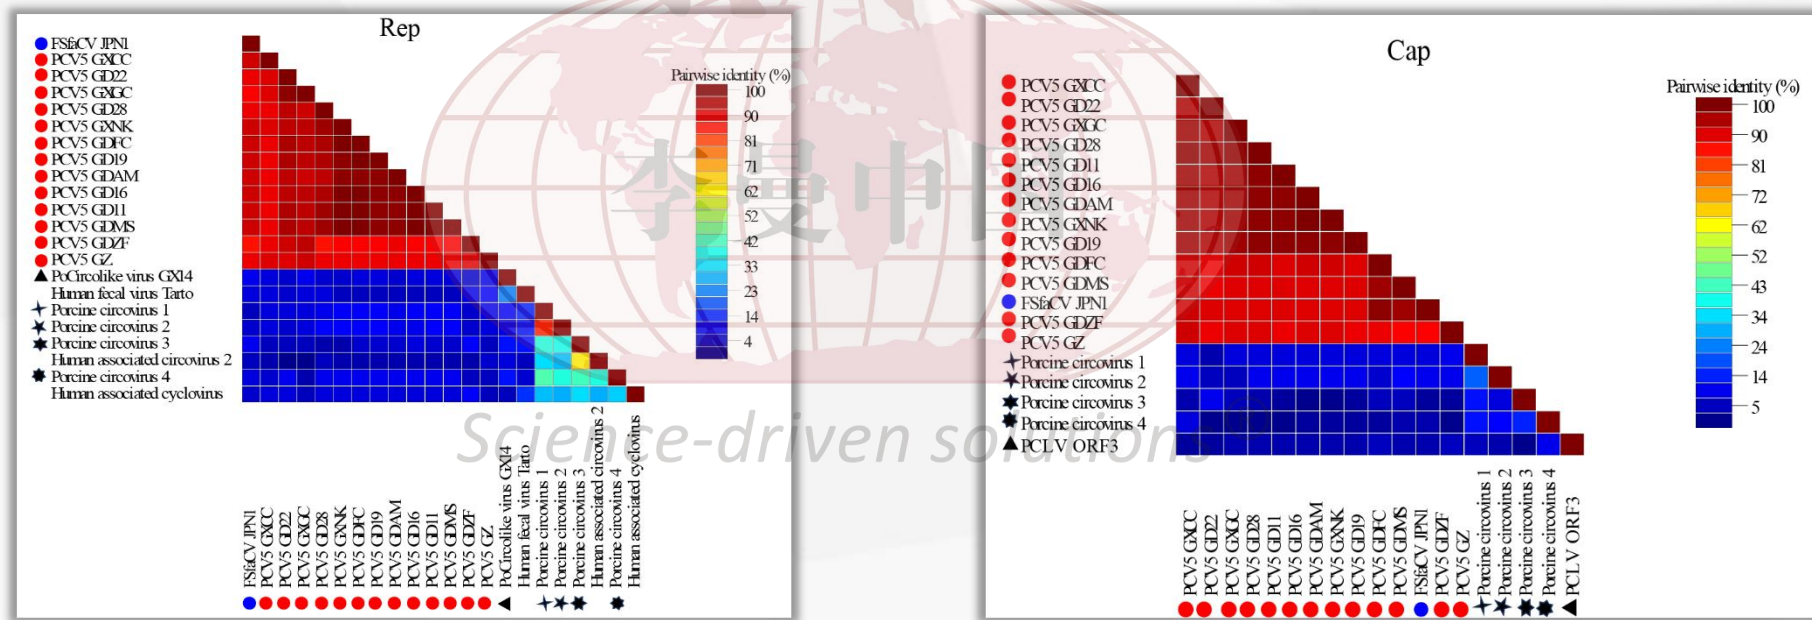 Rep
FSfaCV JPN1
PCV5 GXCC
PCV5 GD22
PCV5 GXGC
PCV5 GD28
PCV5 GXNK
PCV5 GDFC
PCV5 GD19
PCV5 GDAM
PCV5 GD16
PCV5 GD11
PCV5 GDMS
PCV5 GDZF
PCV5 GZ
PoCircolike virus GX14
Human fecal virus Tarto
Porcine circovirus 1
Porcine circovirus 2
Porcine circovirus 3
Human associated circovirus 2
Porcine circovirus 4
Human associated cyclovirus
Pairwise identity (%)
100
90
81
71
62
52
42
33
23
14
4
FSfaCV JPN1
PCV5 GXCC
PCV5 GD22
PCV5 GXGC
PCV5 GD28
PCV5 GXNK
PCV5 GDFC
PCV5 GD19
PCV5 GDAM
PCV5 GD16
PCV5 GD11
PCV5 GDMS
PCV5 GDZF
PCV5 GZ
PoCircolike virus GX14
Human fecal virus Tarto
Porcine circovirus 1
Porcine circovirus 2
Porcine circovirus 3
Human associated circovirus 2
Porcine circovirus 4
Human associated cyclovirus
李曼中国
Science-driven solutions®
Cap
PCV5 GXCC
PCV5 GD22
PCV5 GXGC
PCV5 GD28
PCV5 GD11
PCV5 GD16
PCV5 GDAM
PCV5 GXNK
PCV5 GD19
PCV5 GDFC
PCV5 GDMS
FSfaCV JPN1
PCV5 GDZF
PCV5 GZ
Porcine circovirus 1
Porcine circovirus 2
Porcine circovirus 3
Porcine circovirus 4
PCLV ORF3
Pairwise identity (%)
100
90
81
72
62
52
43
34
24
14
5
PCV5 GXCC
PCV5 GD22
PCV5 GXGC
PCV5 GD28
PCV5 GD11
PCV5 GD16
PCV5 GDAM
PCV5 GXNK
PCV5 GD19
PCV5 GDFC
PCV5 GDMS
FSfaCV JPN1
PCV5 GDZF
PCV5 GZ
Porcine circovirus 1
Porcine circovirus 2
Porcine circovirus 3
Porcine circovirus 4
PCLV ORF3